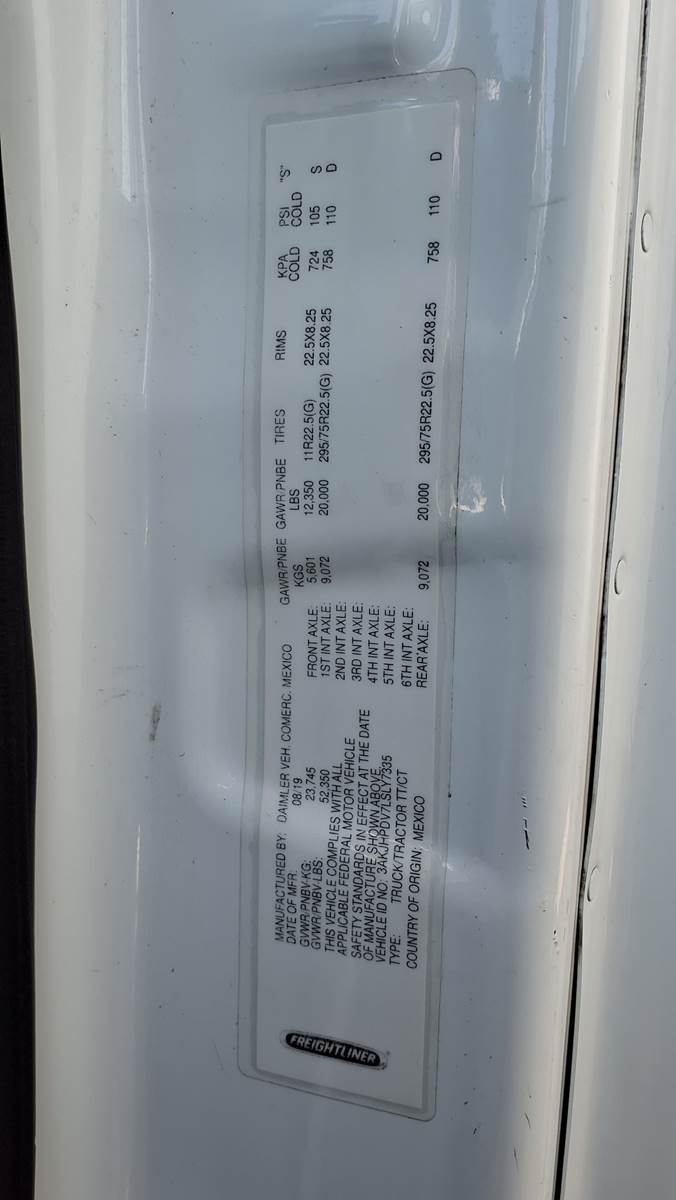 FREIGHTLINER
MANUFACTURED BY: DAIMLER VEH. COMERC. MEXICO
DATE OF MFR. 08/19
GVWR/PNBV-KG: 23,745
GVWR/PNBV-LBS: 52,350
THIS VEHICLE COMPLIES WITH ALL
APPLICABLE FEDERAL MOTOR VEHICLE
SAFETY STANDARDS IN EFFECT AT THE DATE
OF MANUFACTURE SHOWN ABOVE
VEHICLE ID NO: 3AKJHPDV7LSLY7335
TYPE: TRUCK/TRACTOR TT/CT
COUNTRY OF ORIGIN: MEXICO
GAWR/PNBE GAWR/PNBE TIRES RIMS KPA PSI "S"
KGS LBS COLD COLD
FRONT AXLE: 5,601 12,350 11R22.5(G) 22.5X8.25 724 105 S
1ST INT AXLE: 9,072 20,000 295/75R22.5(G) 22.5X8.25 758 110 D
2ND INT AXLE:
3RD INT AXLE:
4TH INT AXLE:
5TH INT AXLE:
6TH INT AXLE:
REAR AXLE: 9,072 20,000 295/75R22.5(G) 22.5X8.25 758 110 D